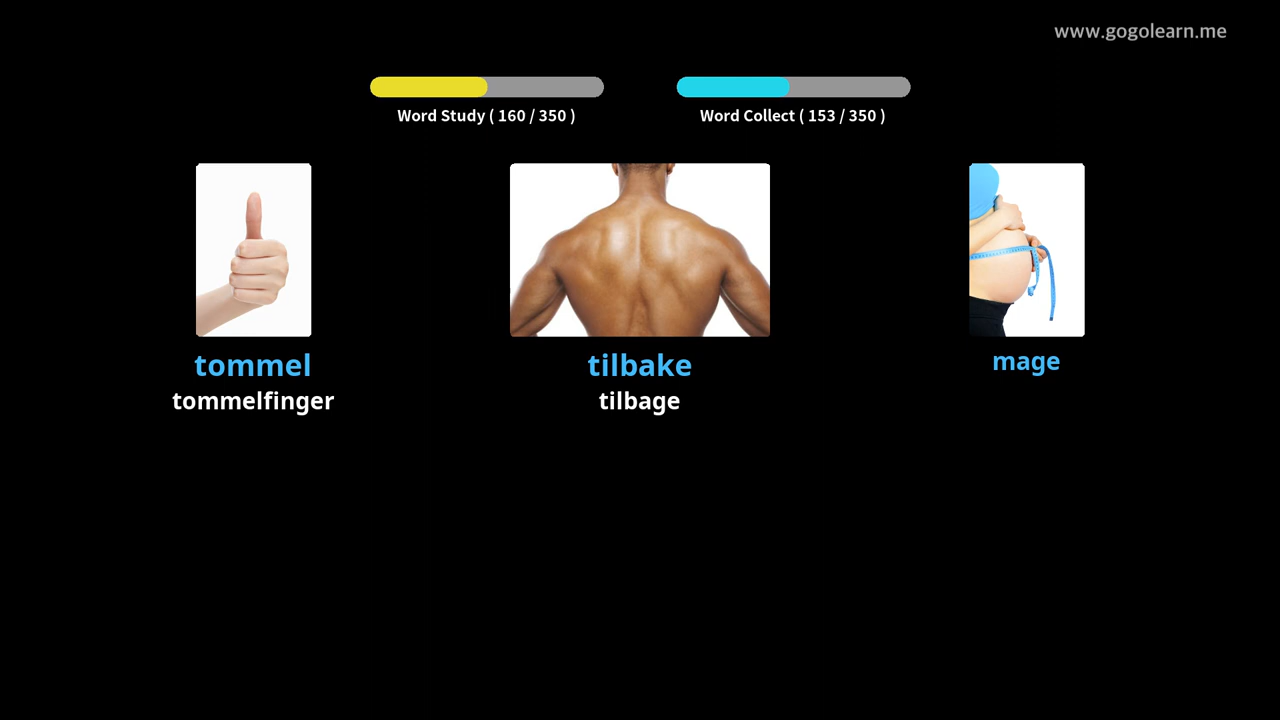 www.gogolearn.me
Word Study ( 160 / 350 )
Word Collect ( 153 / 350 )
tommel
tommelfinger
tilbake
tilbage
mage